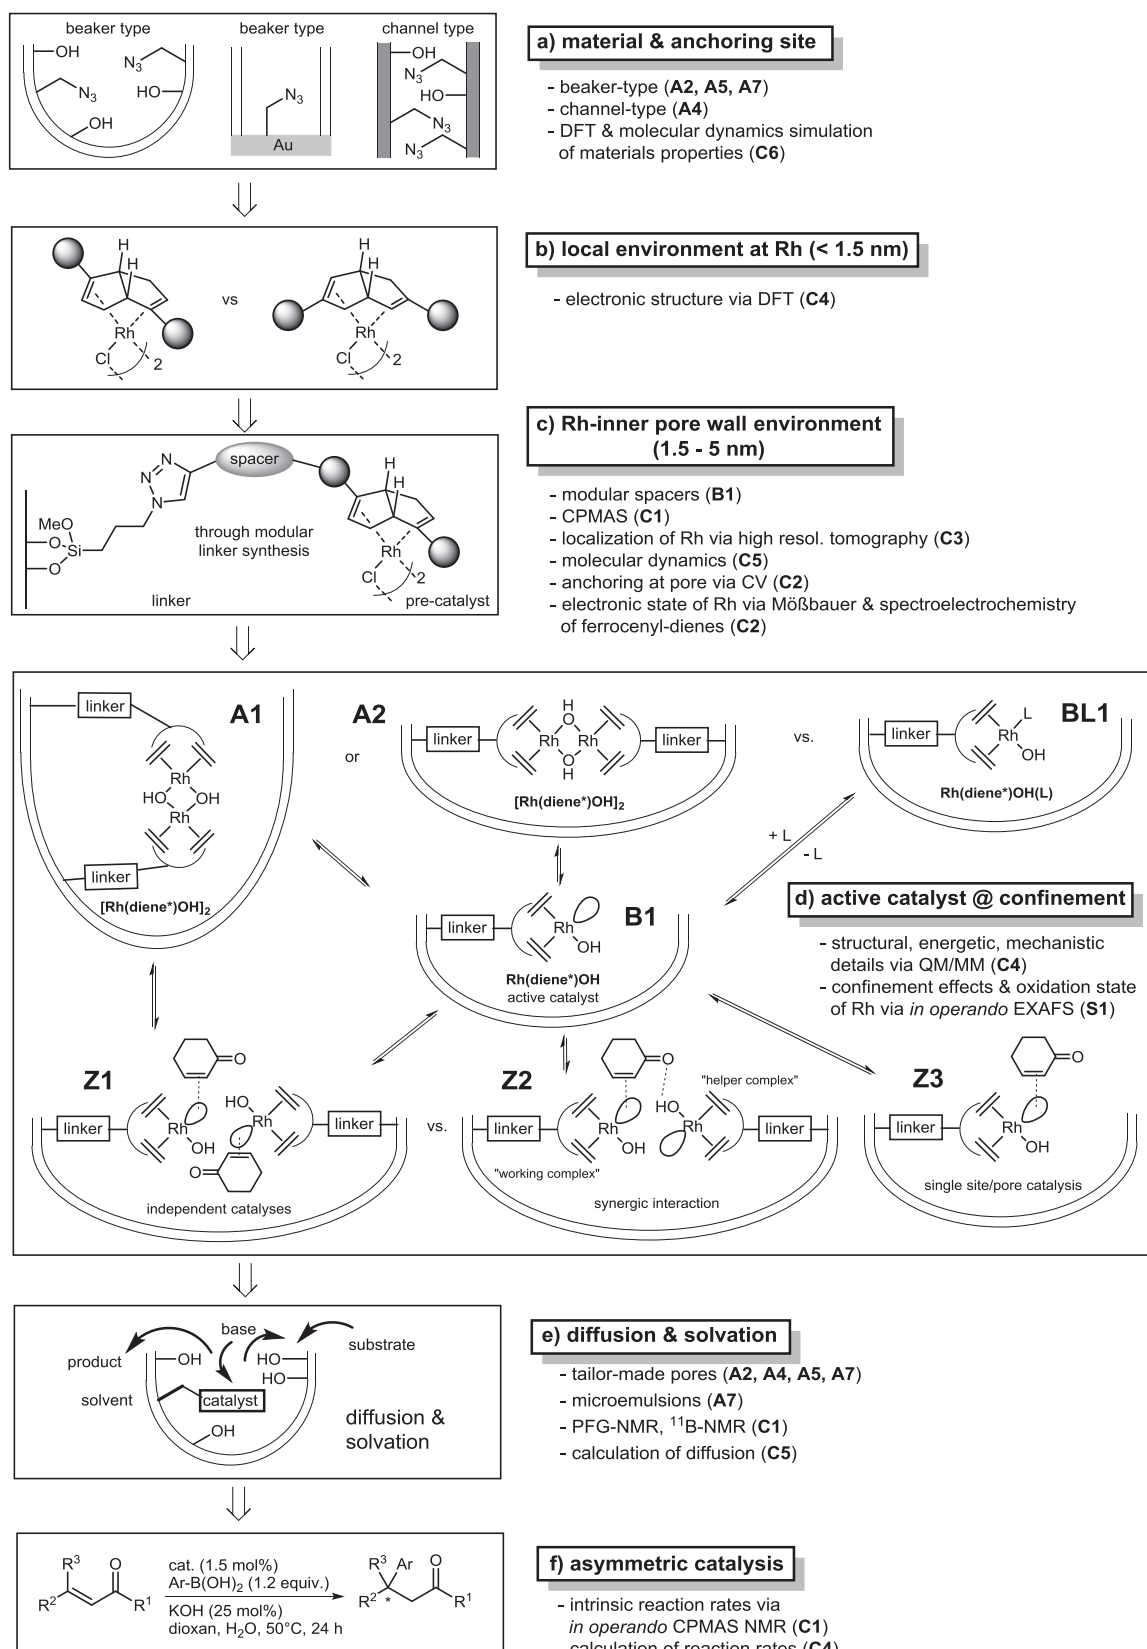 beaker type
beaker type
channel type
OH
N3
N3
HO
OH
N3
Au
OH
N3
HO
N3
N3
a) material & anchoring site
- beaker-type (A2, A5, A7)
- channel-type (A4)
- DFT & molecular dynamics simulation
of materials properties (C6)
H
H
Rh
Cl
2
vs
H
H
Rh
Cl
2
b) local environment at Rh (< 1.5 nm)
- electronic structure via DFT (C4)
c) Rh-inner pore wall environment
(1.5 - 5 nm)
- modular spacers (B1)
- CPMAS (C1)
- localization of Rh via high resol. tomography (C3)
- molecular dynamics (C5)
- anchoring at pore via CV (C2)
- electronic state of Rh via Mößbauer & spectroelectrochemistry
of ferrocenyl-dienes (C2)
spacer
N
N
N
H
H
MeO
O
Si
O
through modular
linker synthesis
Rh
Cl
2
linker
pre-catalyst
linker
A1
Rh
HO
OH
Rh
linker
[Rh(diene*)OH]2
A2
or
linker
H
O
Rh
Rh
O
H
linker
[Rh(diene*)OH]2
vs.
linker
L
Rh
OH
BL1
Rh(diene*)OH(L)
+ L
- L
d) active catalyst @ confinement
- structural, energetic, mechanistic
details via QM/MM (C4)
- confinement effects & oxidation state
of Rh via in operando EXAFS (S1)
linker
Rh
OH
B1
Rh(diene*)OH
active catalyst
Z1
O
linker
Rh
OH
HO
Rh
O
linker
independent catalyses
vs.
Z2
O
"helper complex"
linker
Rh
OH
HO
Rh
linker
"working complex"
synergic interaction
Z3
O
linker
Rh
OH
single site/pore catalysis
base
product
substrate
OH
HO
HO
solvent
catalyst
OH
diffusion &
solvation
e) diffusion & solvation
- tailor-made pores (A2, A4, A5, A7)
- microemulsions (A7)
- PFG-NMR, 11B-NMR (C1)
- calculation of diffusion (C5)
R3
O
R2
R1
cat. (1.5 mol%)
Ar-B(OH)2 (1.2 equiv.)
KOH (25 mol%)
dioxan, H2O, 50°C, 24 h
R3
Ar
O
R2
*
R1
f) asymmetric catalysis
- intrinsic reaction rates via
in operando CPMAS NMR (C1)
- calculation of reaction rates (C4)